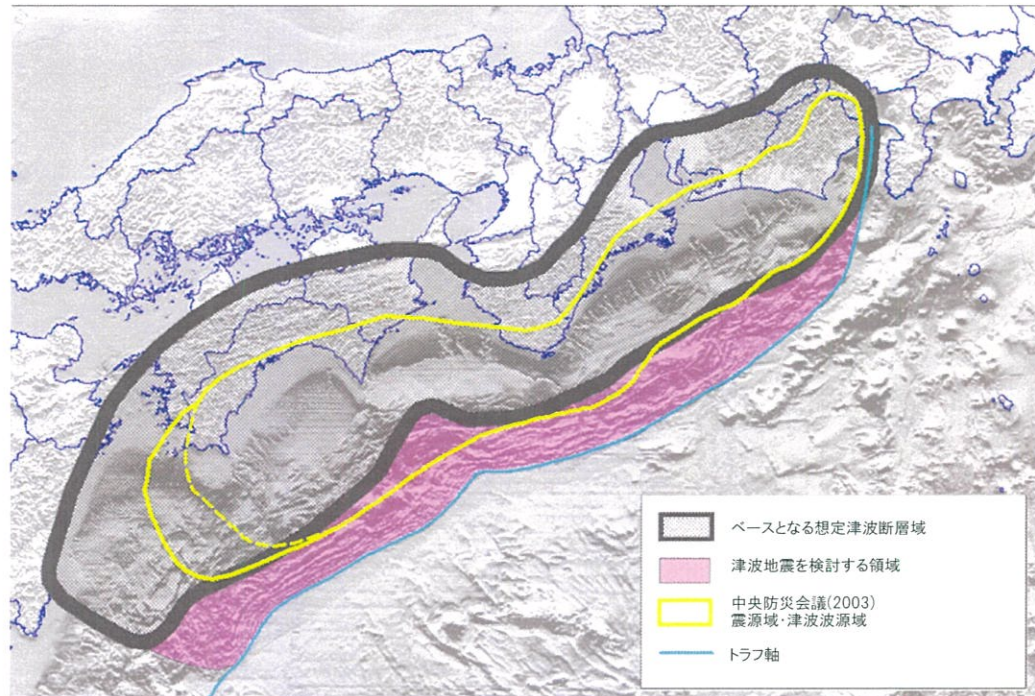 ベースとなる想定津波断層域
津波地震を検討する領域
中央防災会議(2003)
震源域・津波波源域
トラフ軸